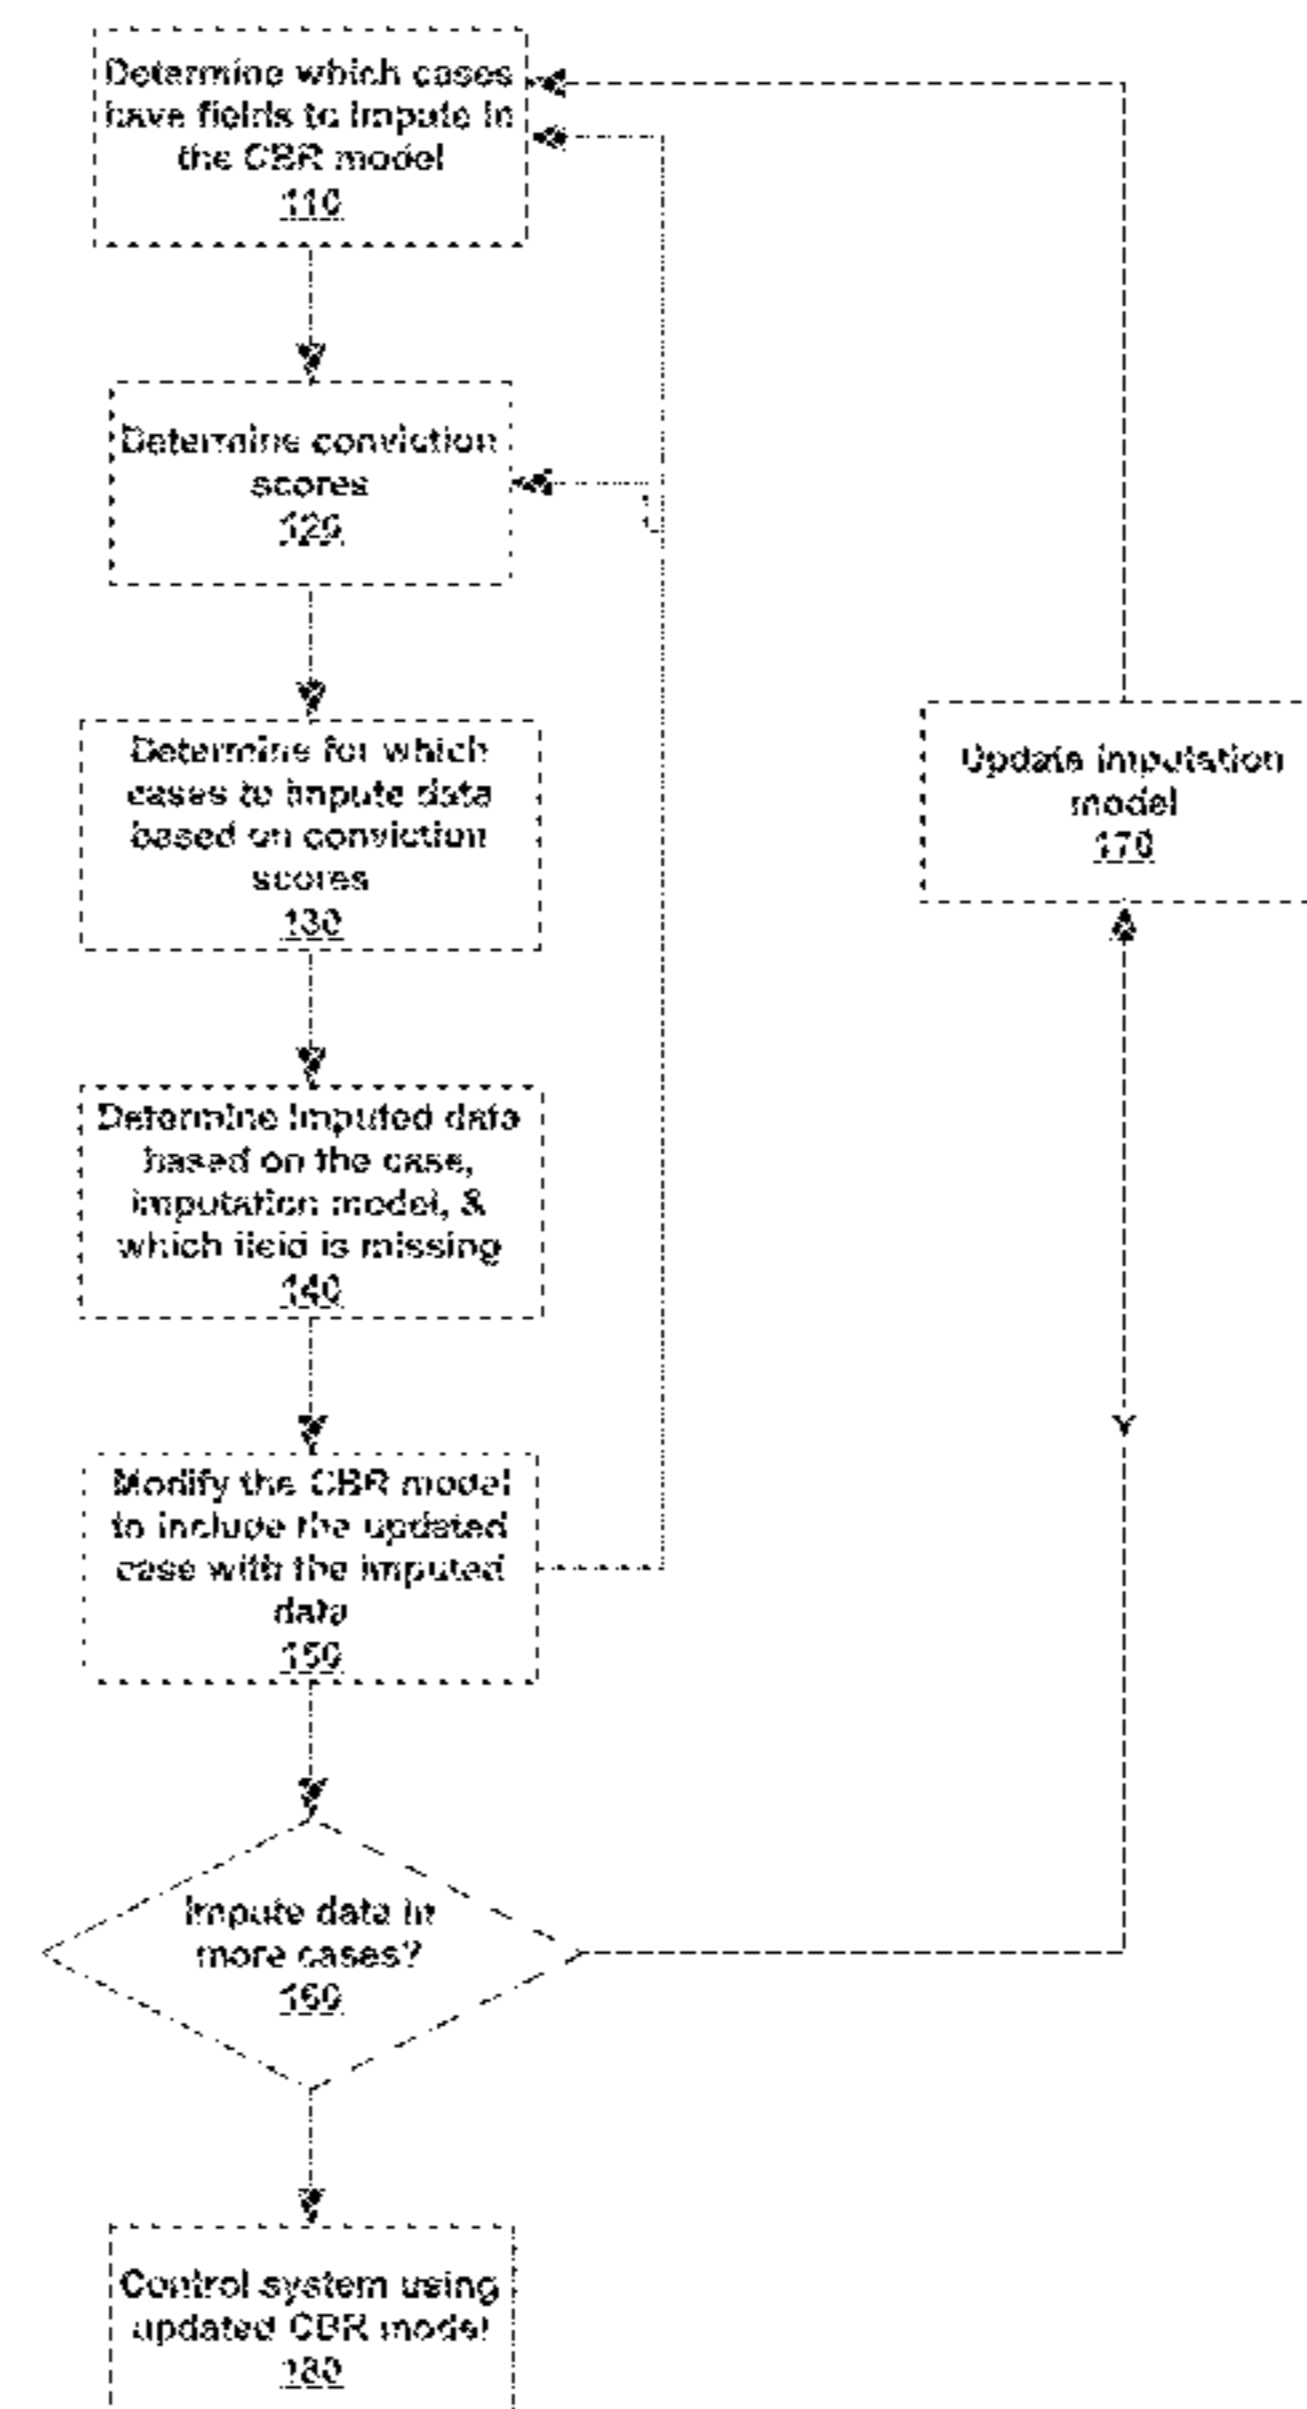 Determine which cases
have fields to impute in
the CBR model
110
Determine conviction
scores
120
Determine for which
cases to impute data
based on conviction
scores
130
Update imputation
model
170
Determine imputed data
based on the case,
imputation model, &
which field is missing
140
Y
Modify the CBR model
to include the updated
case with the imputed
data
150
Impute data in
more cases?
160
Control system using
updated CBR model
180